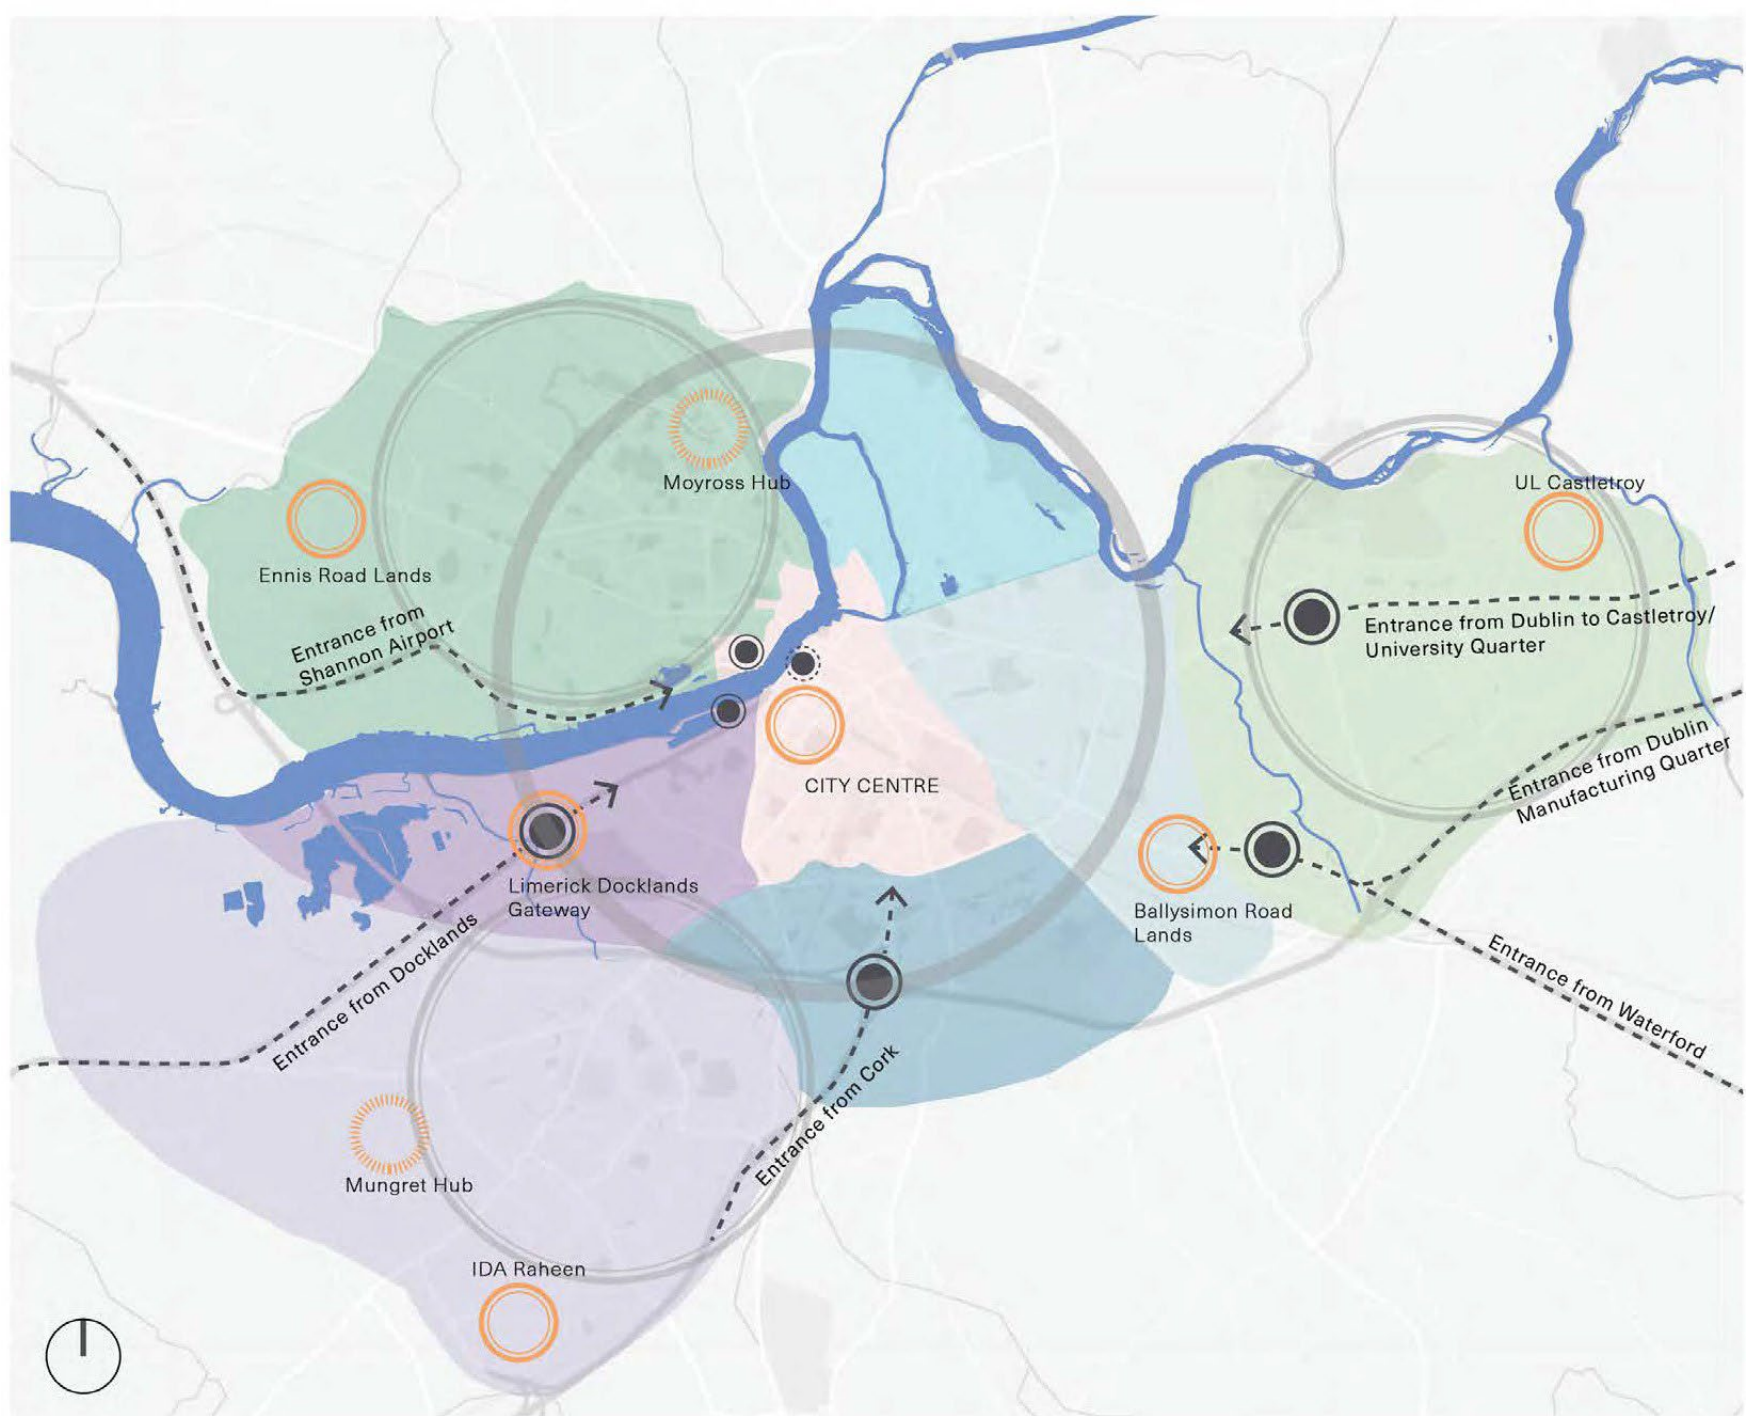 UL Castletroy
Moyross Hub
Ennis Road Lands
Entrance from
Shannon Airport
Entrance from Dublin to Castletroy/
University Quarter
Entrance from Dublin
Manufacturing Quarter
CITY CENTRE
Limerick Docklands
Gateway
Ballysimon Road
Lands
Entrance from Docklands
Entrance from Waterford
Entrance from Cork
Mungret Hub
IDA Raheen